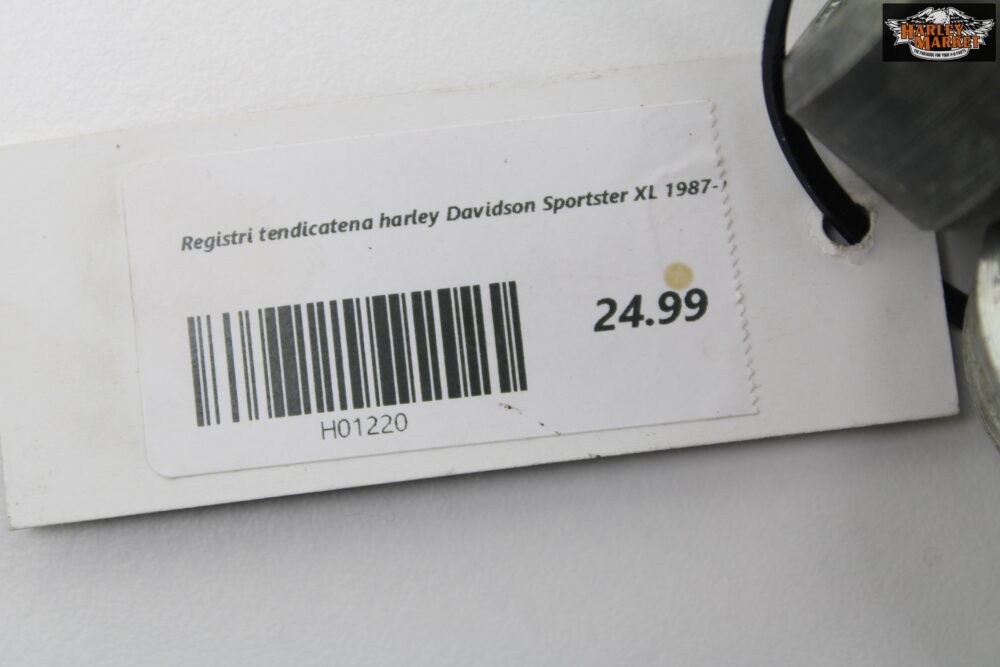 HARLEY
MARKET
Registri tendicatena harley Davidson Sportster XL 1987-
24.99
H01220